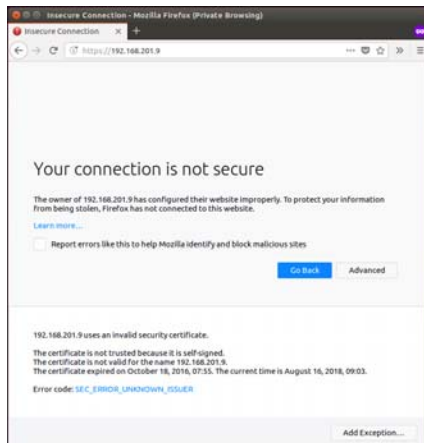 Insecure Connection - Mozilla Firefox (Private Browsing)
Insecure Connection
https://192.168.201.9
Your connection is not secure
The owner of 192.168.201.9 has configured their website improperly. To protect your information
from being stolen, Firefox has not connected to this website.
Learn more...
Report errors like this to help Mozilla identify and block malicious sites
Go Back
Advanced
192.168.201.9 uses an invalid security certificate.
The certificate is not trusted because it is self-signed.
The certificate is not valid for the name 192.168.201.9.
The certificate expired on October 18, 2016, 07:55. The current time is August 16, 2018, 09:03.
Error code: SEC_ERROR_UNKNOWN_ISSUER
Add Exception...